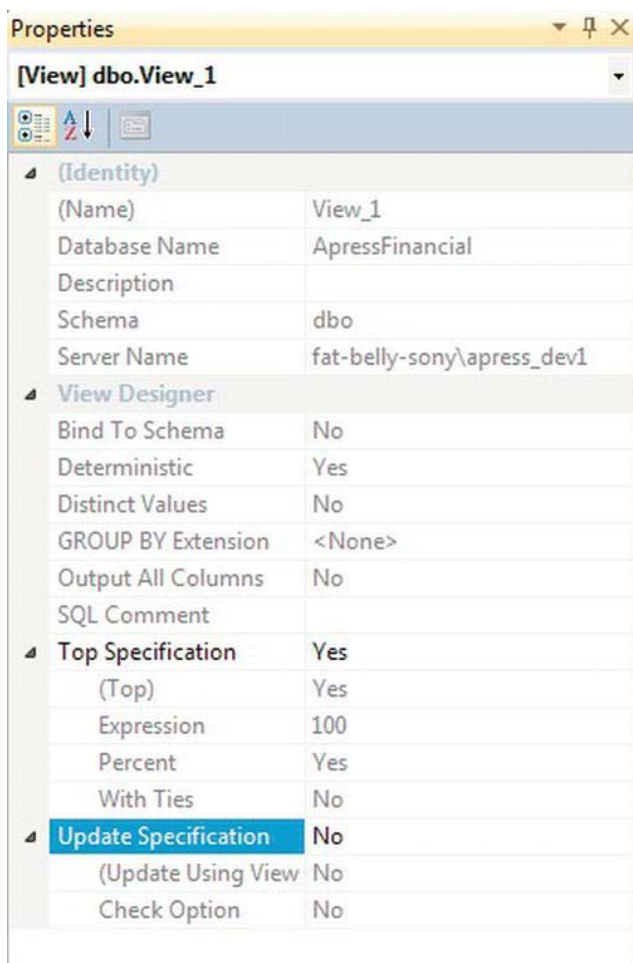 Properties
[View] dbo.View_1
A
Z
(Identity)
(Name) View_1
Database Name ApressFinancial
Description
Schema dbo
Server Name fat-belly-sony\apress_dev1
View Designer
Bind To Schema No
Deterministic Yes
Distinct Values No
GROUP BY Extension <None>
Output All Columns No
SQL Comment
Top Specification Yes
(Top) Yes
Expression 100
Percent Yes
With Ties No
Update Specification No
(Update Using View No
Check Option No